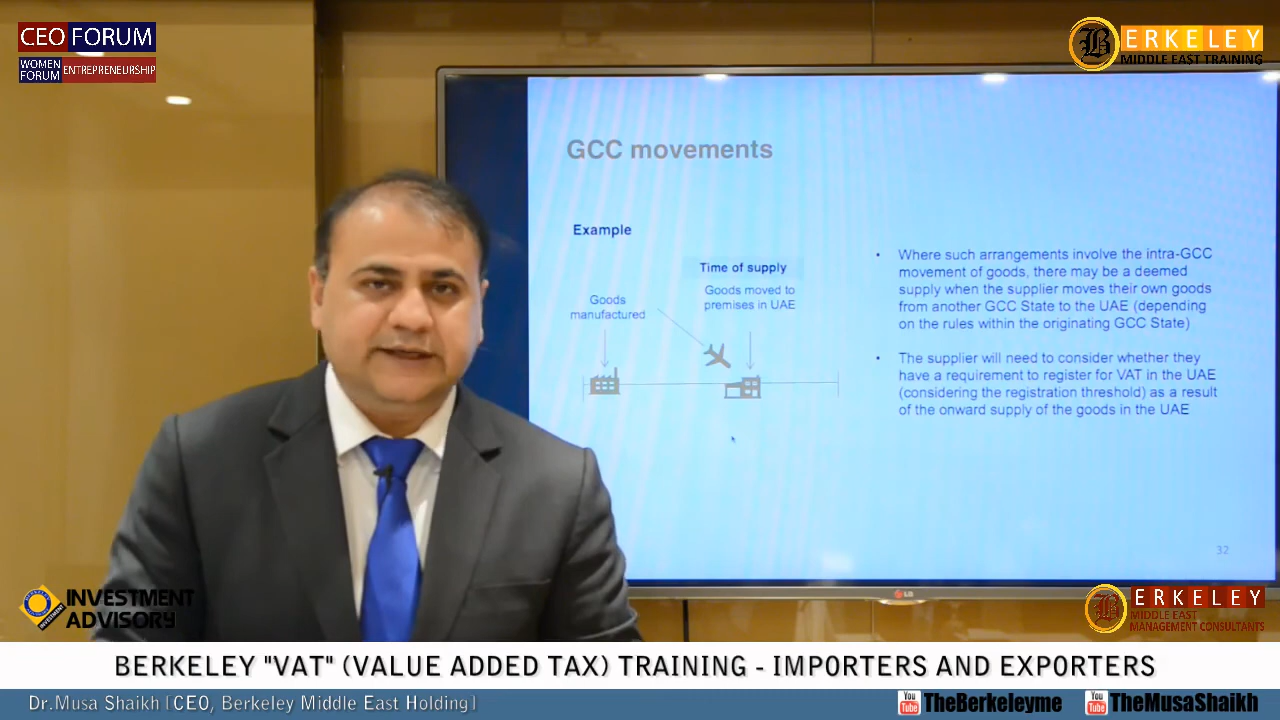 CEO FORUM
WOMEN FORUM
ENTREPRENEURSHIP
BERKELEY
MIDDLE EAST TRAINING
GCC movements
Example
Time of supply
Goods moved to
premises in UAE
Goods
manufactured
• Where such arrangements involve the intra-GCC
movement of goods, there may be a deemed
supply when the supplier moves their own goods
from another GCC State to the UAE (depending
on the rules within the originating GCC State)
• The supplier will need to consider whether they
have a requirement to register for VAT in the UAE
(considering the registration threshold) as a result
of the onward supply of the goods in the UAE
32
LG
INVESTMENT
ADVISORY
BERKELEY
MIDDLE EAST
MANAGEMENT CONSULTANTS
BERKELEY "VAT" (VALUE ADDED TAX) TRAINING - IMPORTERS AND EXPORTERS
Dr.Musa Shaikh [CEO, Berkeley Middle East Holding]
You Tube TheBerkeleyme
You Tube TheMusaShaikh